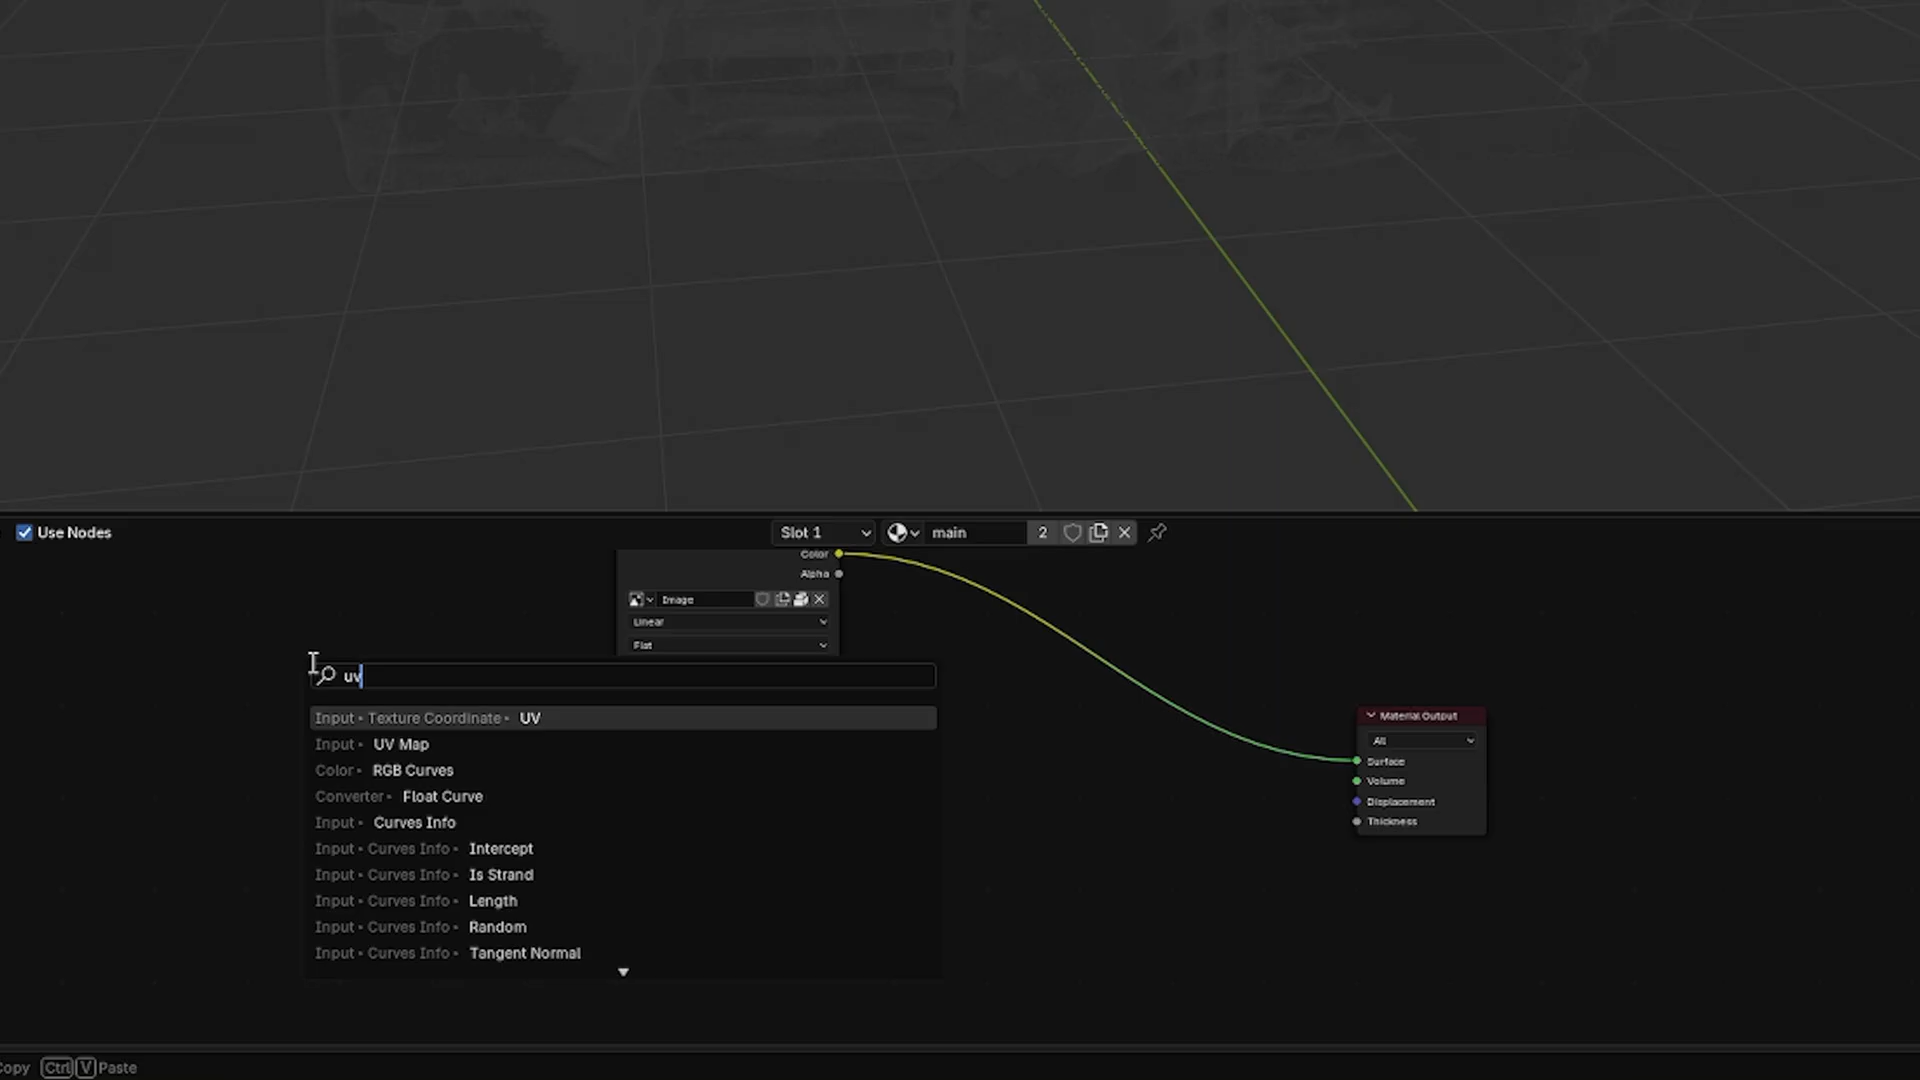 Use Nodes
Slot 1
main
2
Color
Alpha
Image
Linear
Flat
uv
Input
Texture Coordinate
UV
Input
UV Map
Color
RGB Curves
Converter
Float Curve
Input
Curves Info
Input
Curves Info
Intercept
Input
Curves Info
Is Strand
Input
Curves Info
Length
Input
Curves Info
Random
Input
Curves Info
Tangent Normal
Material Output
All
Surface
Volume
Displacement
Thickness
Copy Ctrl V Paste